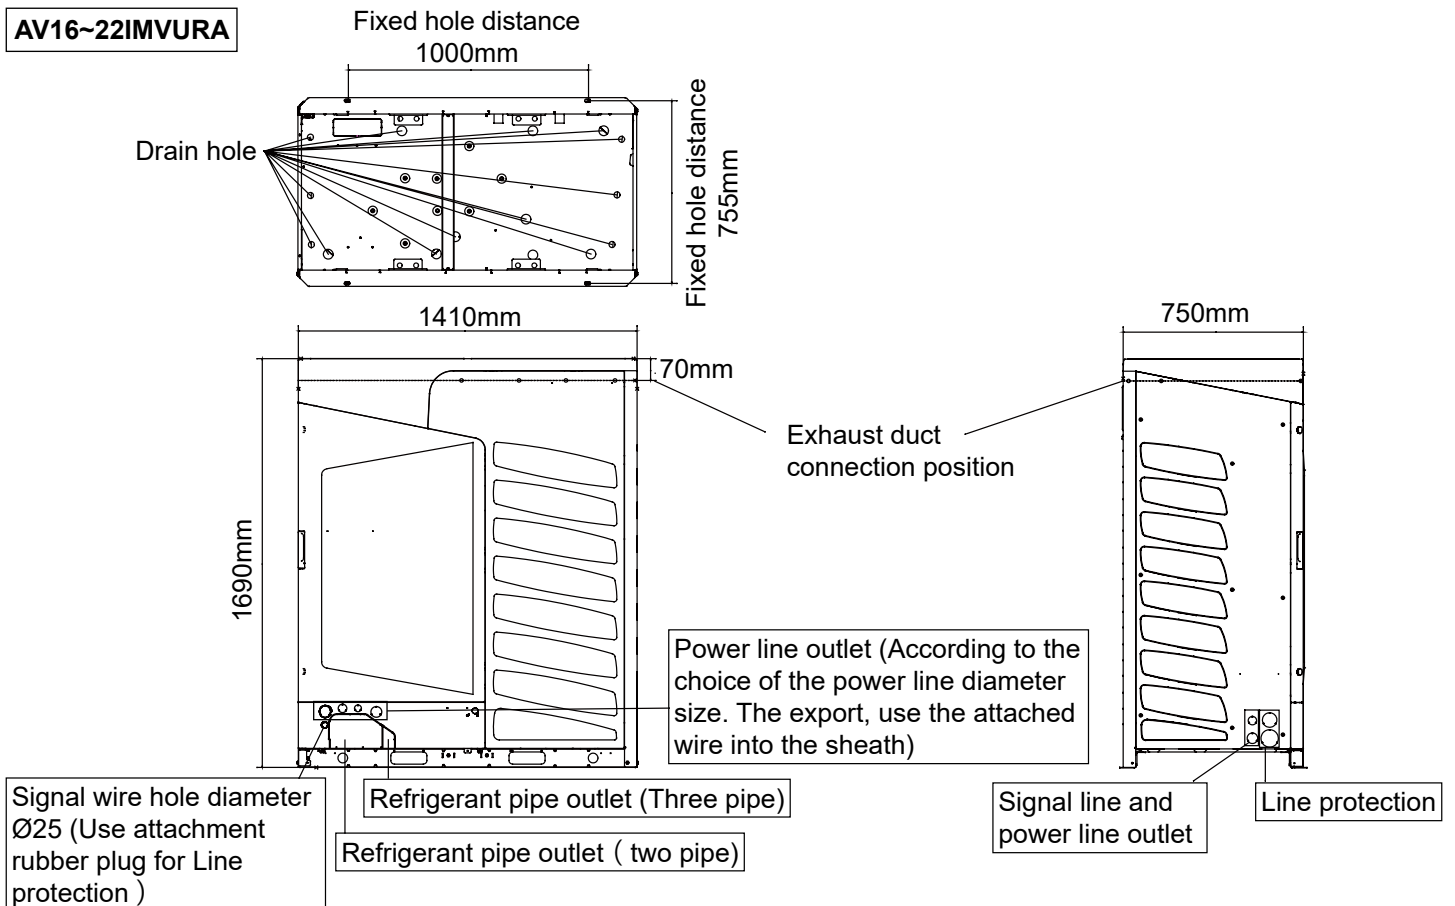 AV16~22IMVURA
Fixed hole distance
1000mm
Drain hole
Fixed hole distance
755mm
1410mm
750mm
70mm
Exhaust duct
connection position
1690mm
Power line outlet (According to the
choice of the power line diameter
size. The export, use the attached
wire into the sheath)
Signal wire hole diameter
Ø25 (Use attachment
rubber plug for Line
protection )
Refrigerant pipe outlet (Three pipe)
Refrigerant pipe outlet ( two pipe)
Signal line and
power line outlet
Line protection